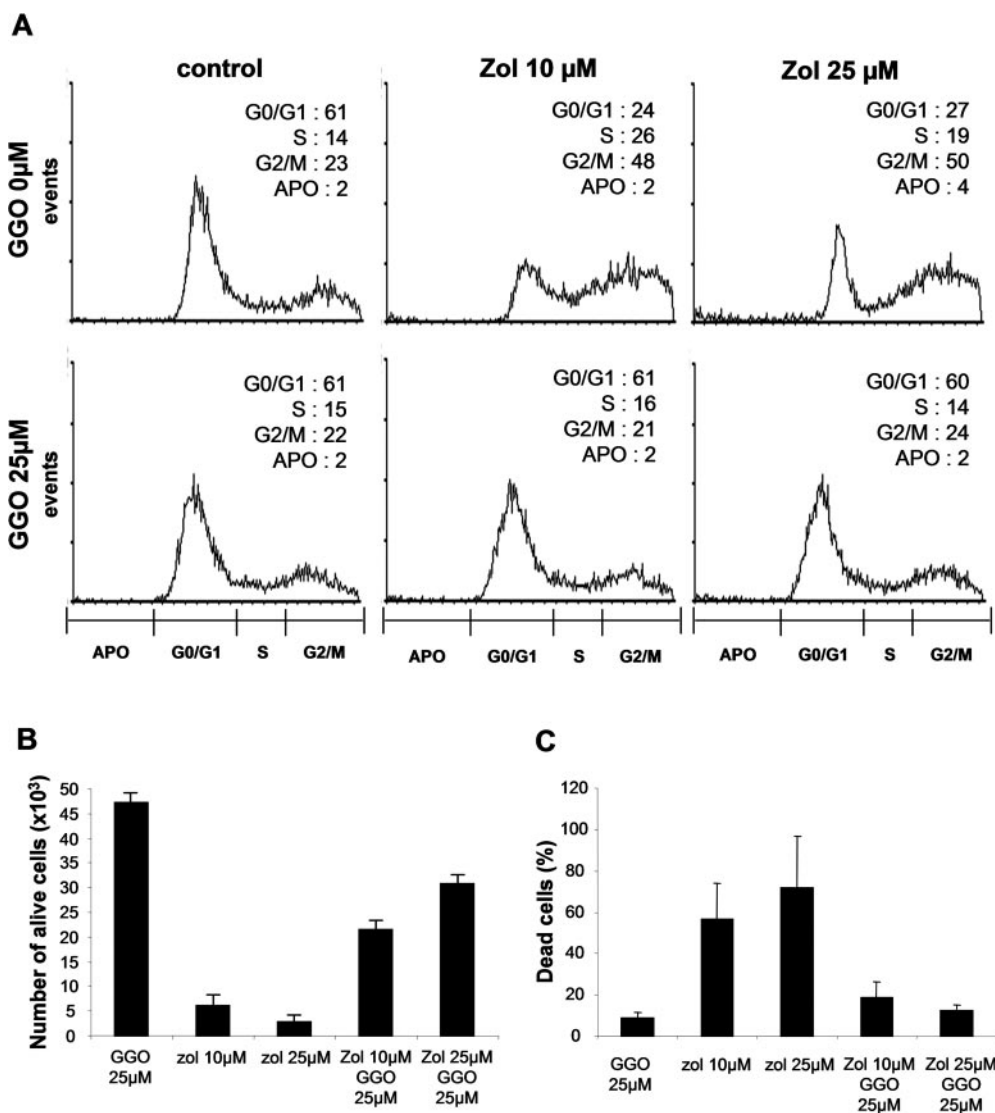 A
control
Zol 10 µM
Zol 25 µM
GGO 0µM
events
G0/G1 : 61
S : 14
G2/M : 23
APO : 2
G0/G1 : 24
S : 26
G2/M : 48
APO : 2
G0/G1 : 27
S : 19
G2/M : 50
APO : 4
GGO 25µM
events
G0/G1 : 61
S : 15
G2/M : 22
APO : 2
G0/G1 : 61
S : 16
G2/M : 21
APO : 2
G0/G1 : 60
S : 14
G2/M : 24
APO : 2
APO G0/G1 S G2/M
APO G0/G1 S G2/M
APO G0/G1 S G2/M
B
Number of alive cells (x10³)
50
45
40
35
30
25
20
15
10
5
0
GGO
25µM
zol 10µM
zol 25µM
Zol 10µM
GGO
25µM
Zol 25µM
GGO
25µM
C
Dead cells (%)
120
100
80
60
40
20
0
GGO
25µM
zol 10µM
zol 25µM
Zol 10µM
GGO
25µM
Zol 25µM
GGO
25µM